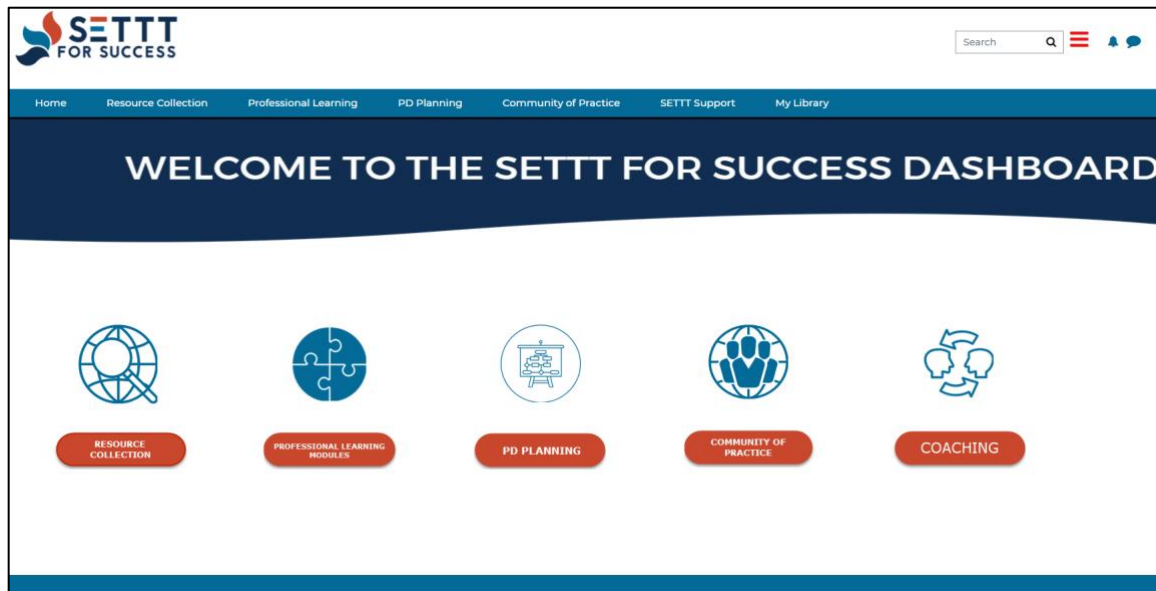 SETTT
FOR SUCCESS
Search
Home Resource Collection Professional Learning PD Planning Community of Practice SETTT Support My Library
WELCOME TO THE SETTT FOR SUCCESS DASHBOARD
RESOURCE
COLLECTION
PROFESSIONAL LEARNING
MODULES
PD PLANNING
COMMUNITY OF
PRACTICE
COACHING